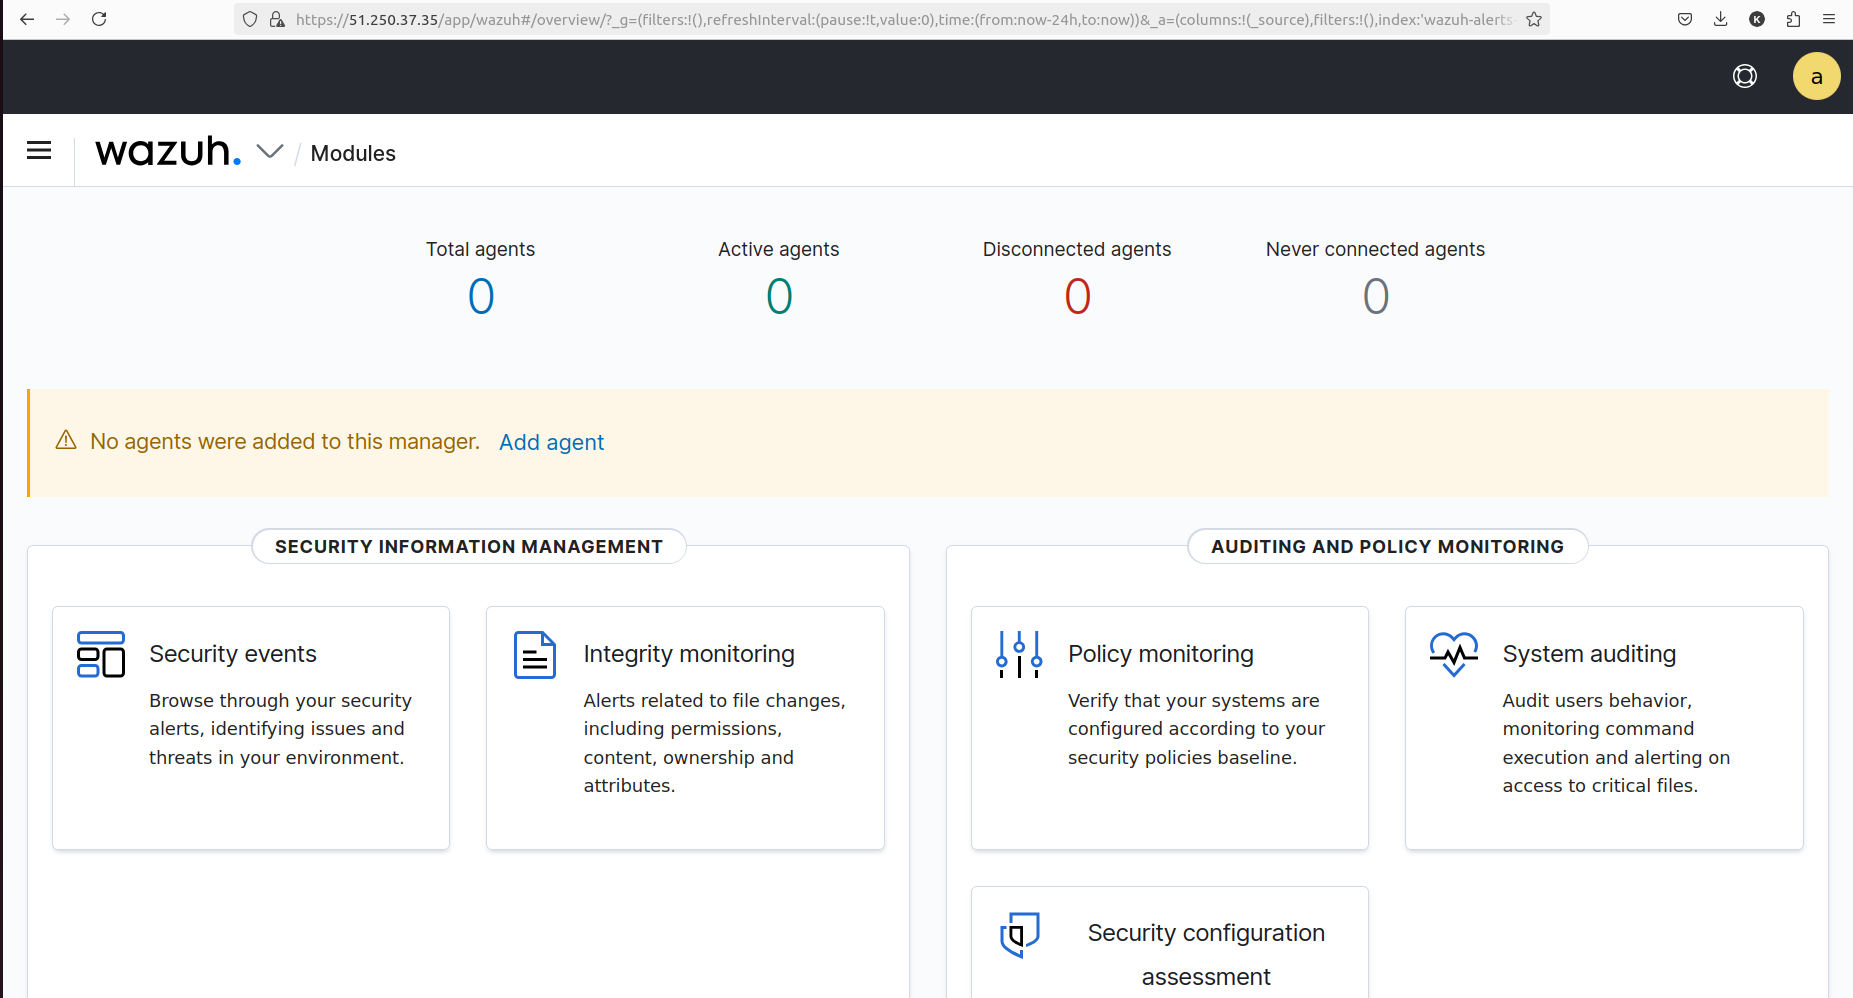 https://51.250.37.35/app/wazuh#/overview/?_g=(filters:!(),refreshInterval:(pause:!t,value:0),time:(from:now-24h,to:now))&_a=(columns:!(_source),filters:!(),index:'wazuh-alerts-
K
a
wazuh. / Modules
Total agents
0
Active agents
0
Disconnected agents
0
Never connected agents
0
No agents were added to this manager. Add agent
SECURITY INFORMATION MANAGEMENT
Security events
Browse through your security
alerts, identifying issues and
threats in your environment.
Integrity monitoring
Alerts related to file changes,
including permissions,
content, ownership and
attributes.
AUDITING AND POLICY MONITORING
Policy monitoring
Verify that your systems are
configured according to your
security policies baseline.
System auditing
Audit users behavior,
monitoring command
execution and alerting on
access to critical files.
Security configuration
assessment